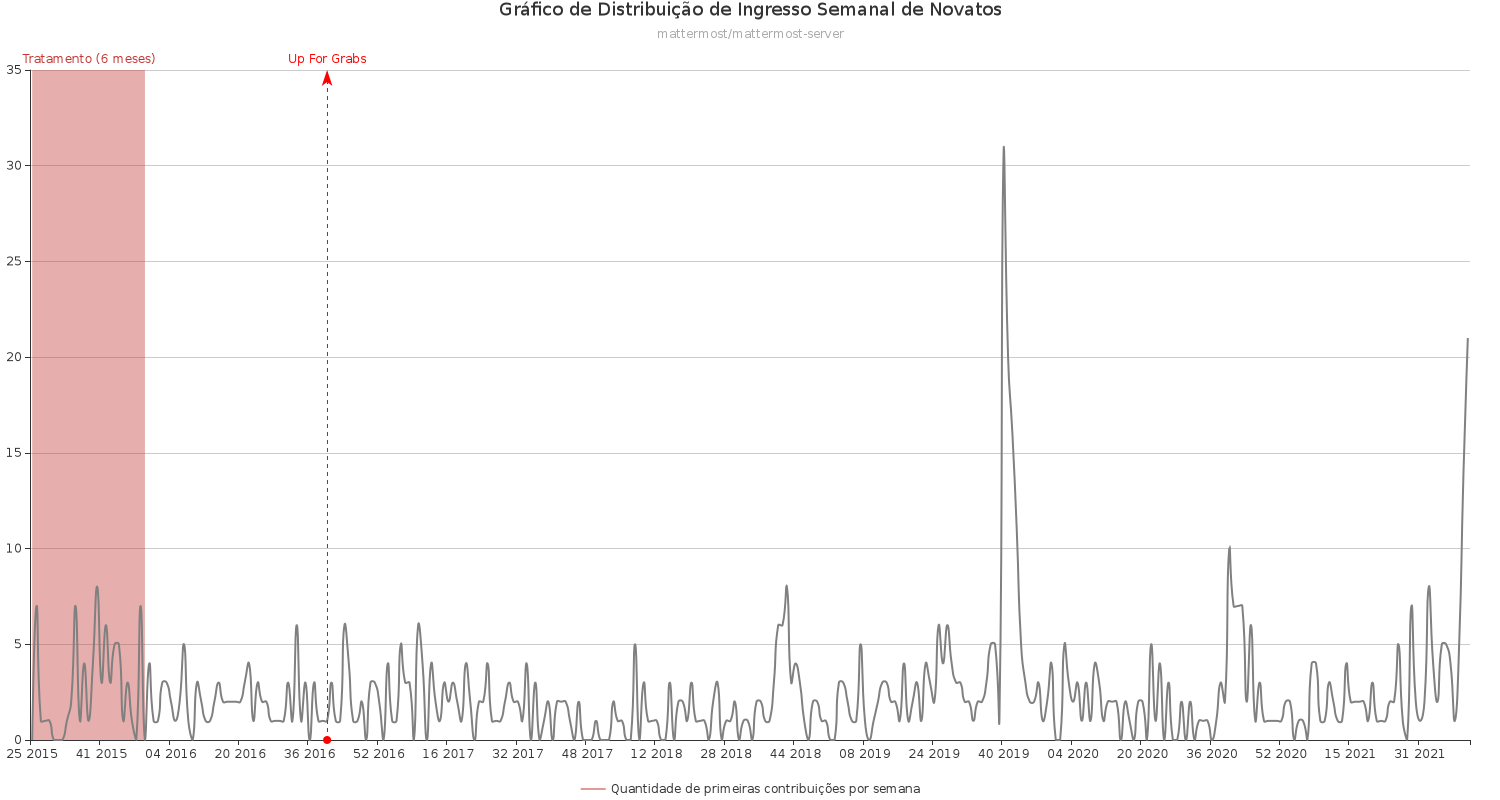 Gráfico de Distribuição de Ingresso Semanal de Novatos
mattermost/mattermost-server
Tratamento (6 meses)
Up For Grabs
35
30
25
20
15
10
5
0
25 2015 41 2015 04 2016 20 2016 36 2016 52 2016 16 2017 32 2017 48 2017 12 2018 28 2018 44 2018 08 2019 24 2019 40 2019 04 2020 20 2020 36 2020 52 2020 15 2021 31 2021
Quantidade de primeiras contribuições por semana